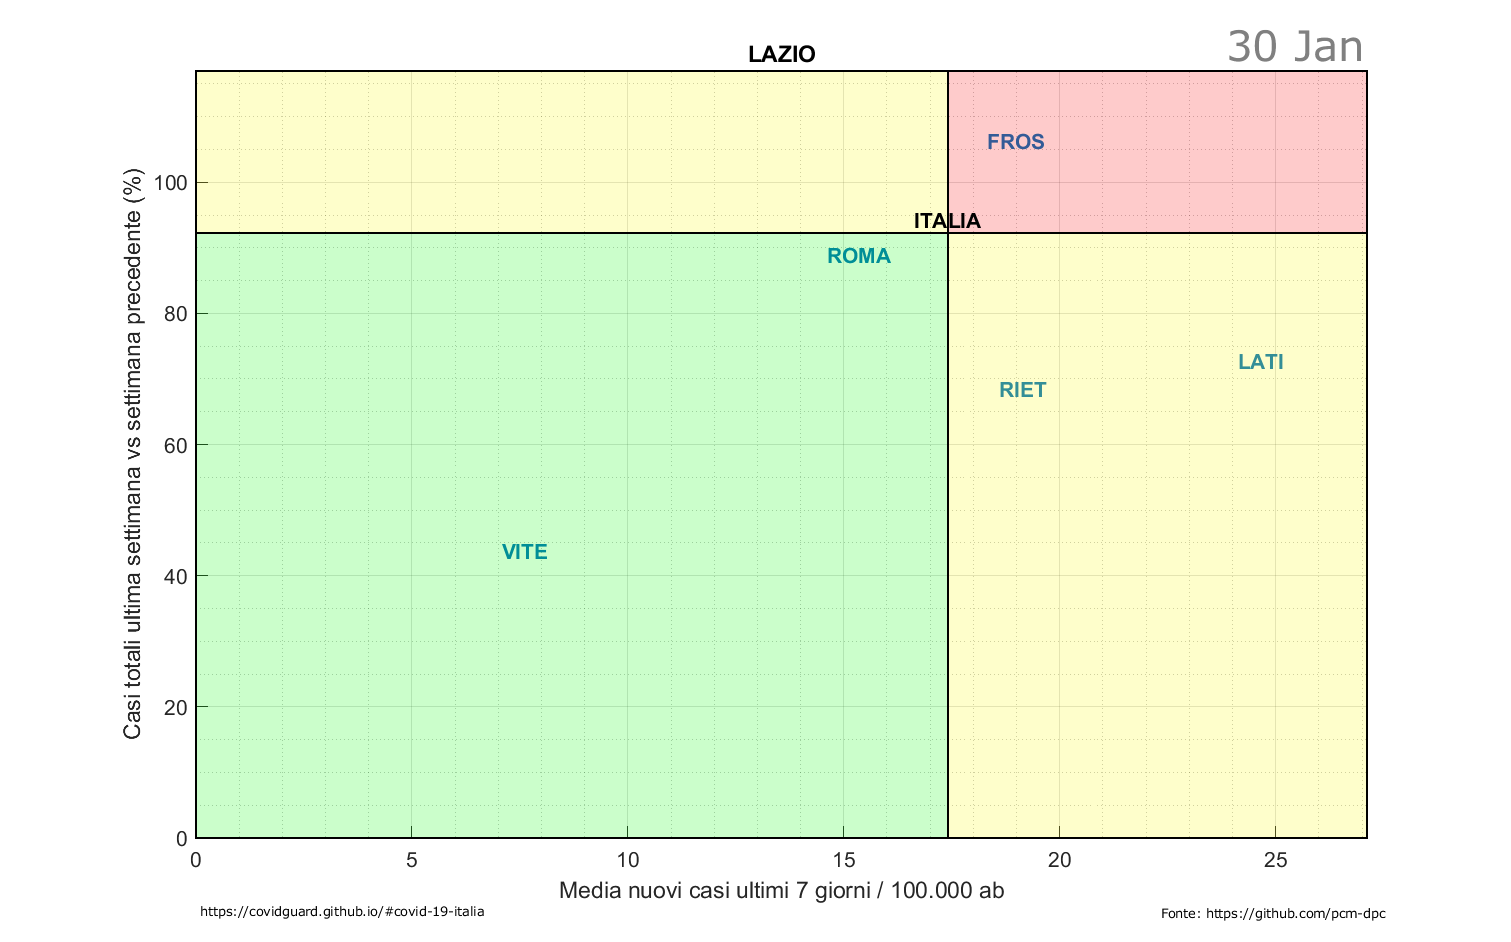 30 Jan
LAZIO
FROS
ITALIA
ROMA
LATI
RIET
VITE
Casi totali ultima settimana vs settimana precedente (%)
100
80
60
40
20
0
0 5 10 15 20 25
Media nuovi casi ultimi 7 giorni / 100.000 ab
https://covidguard.github.io/#covid-19-italia
Fonte: https://github.com/pcm-dpc